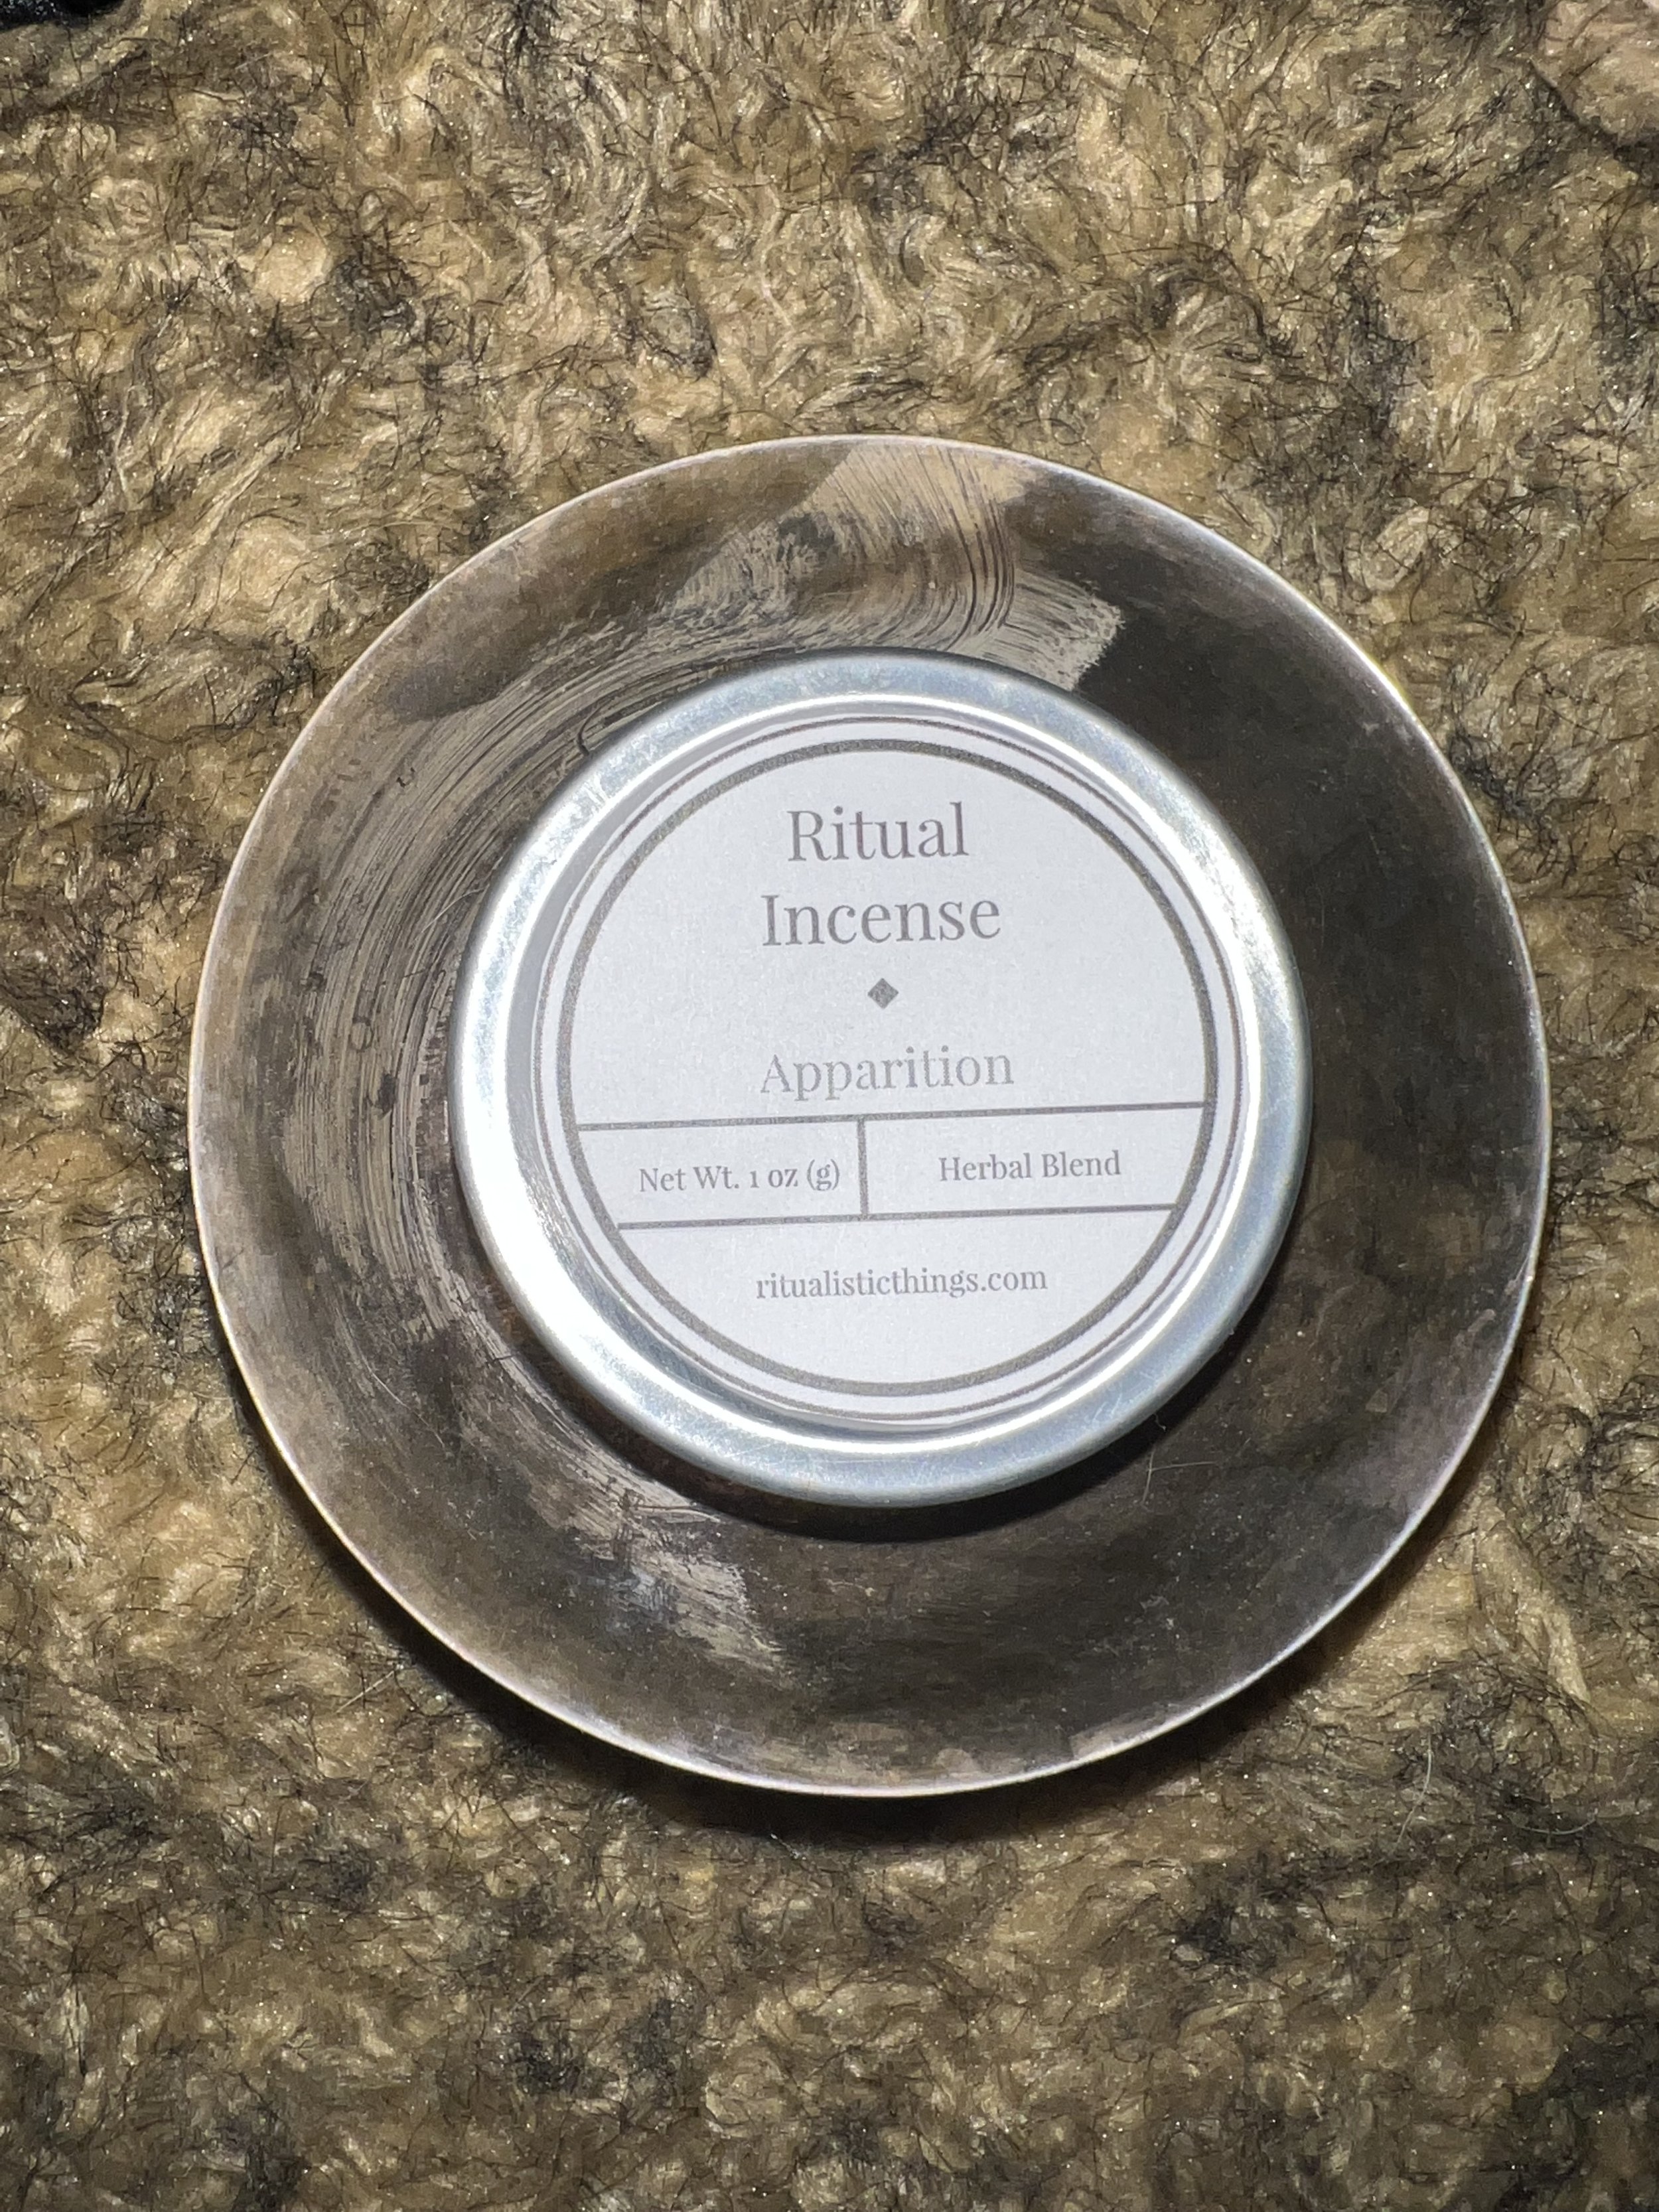 Ritual
Incense
Apparition
Net Wt. 1 oz (g)
Herbal Blend
ritualisticthings.com